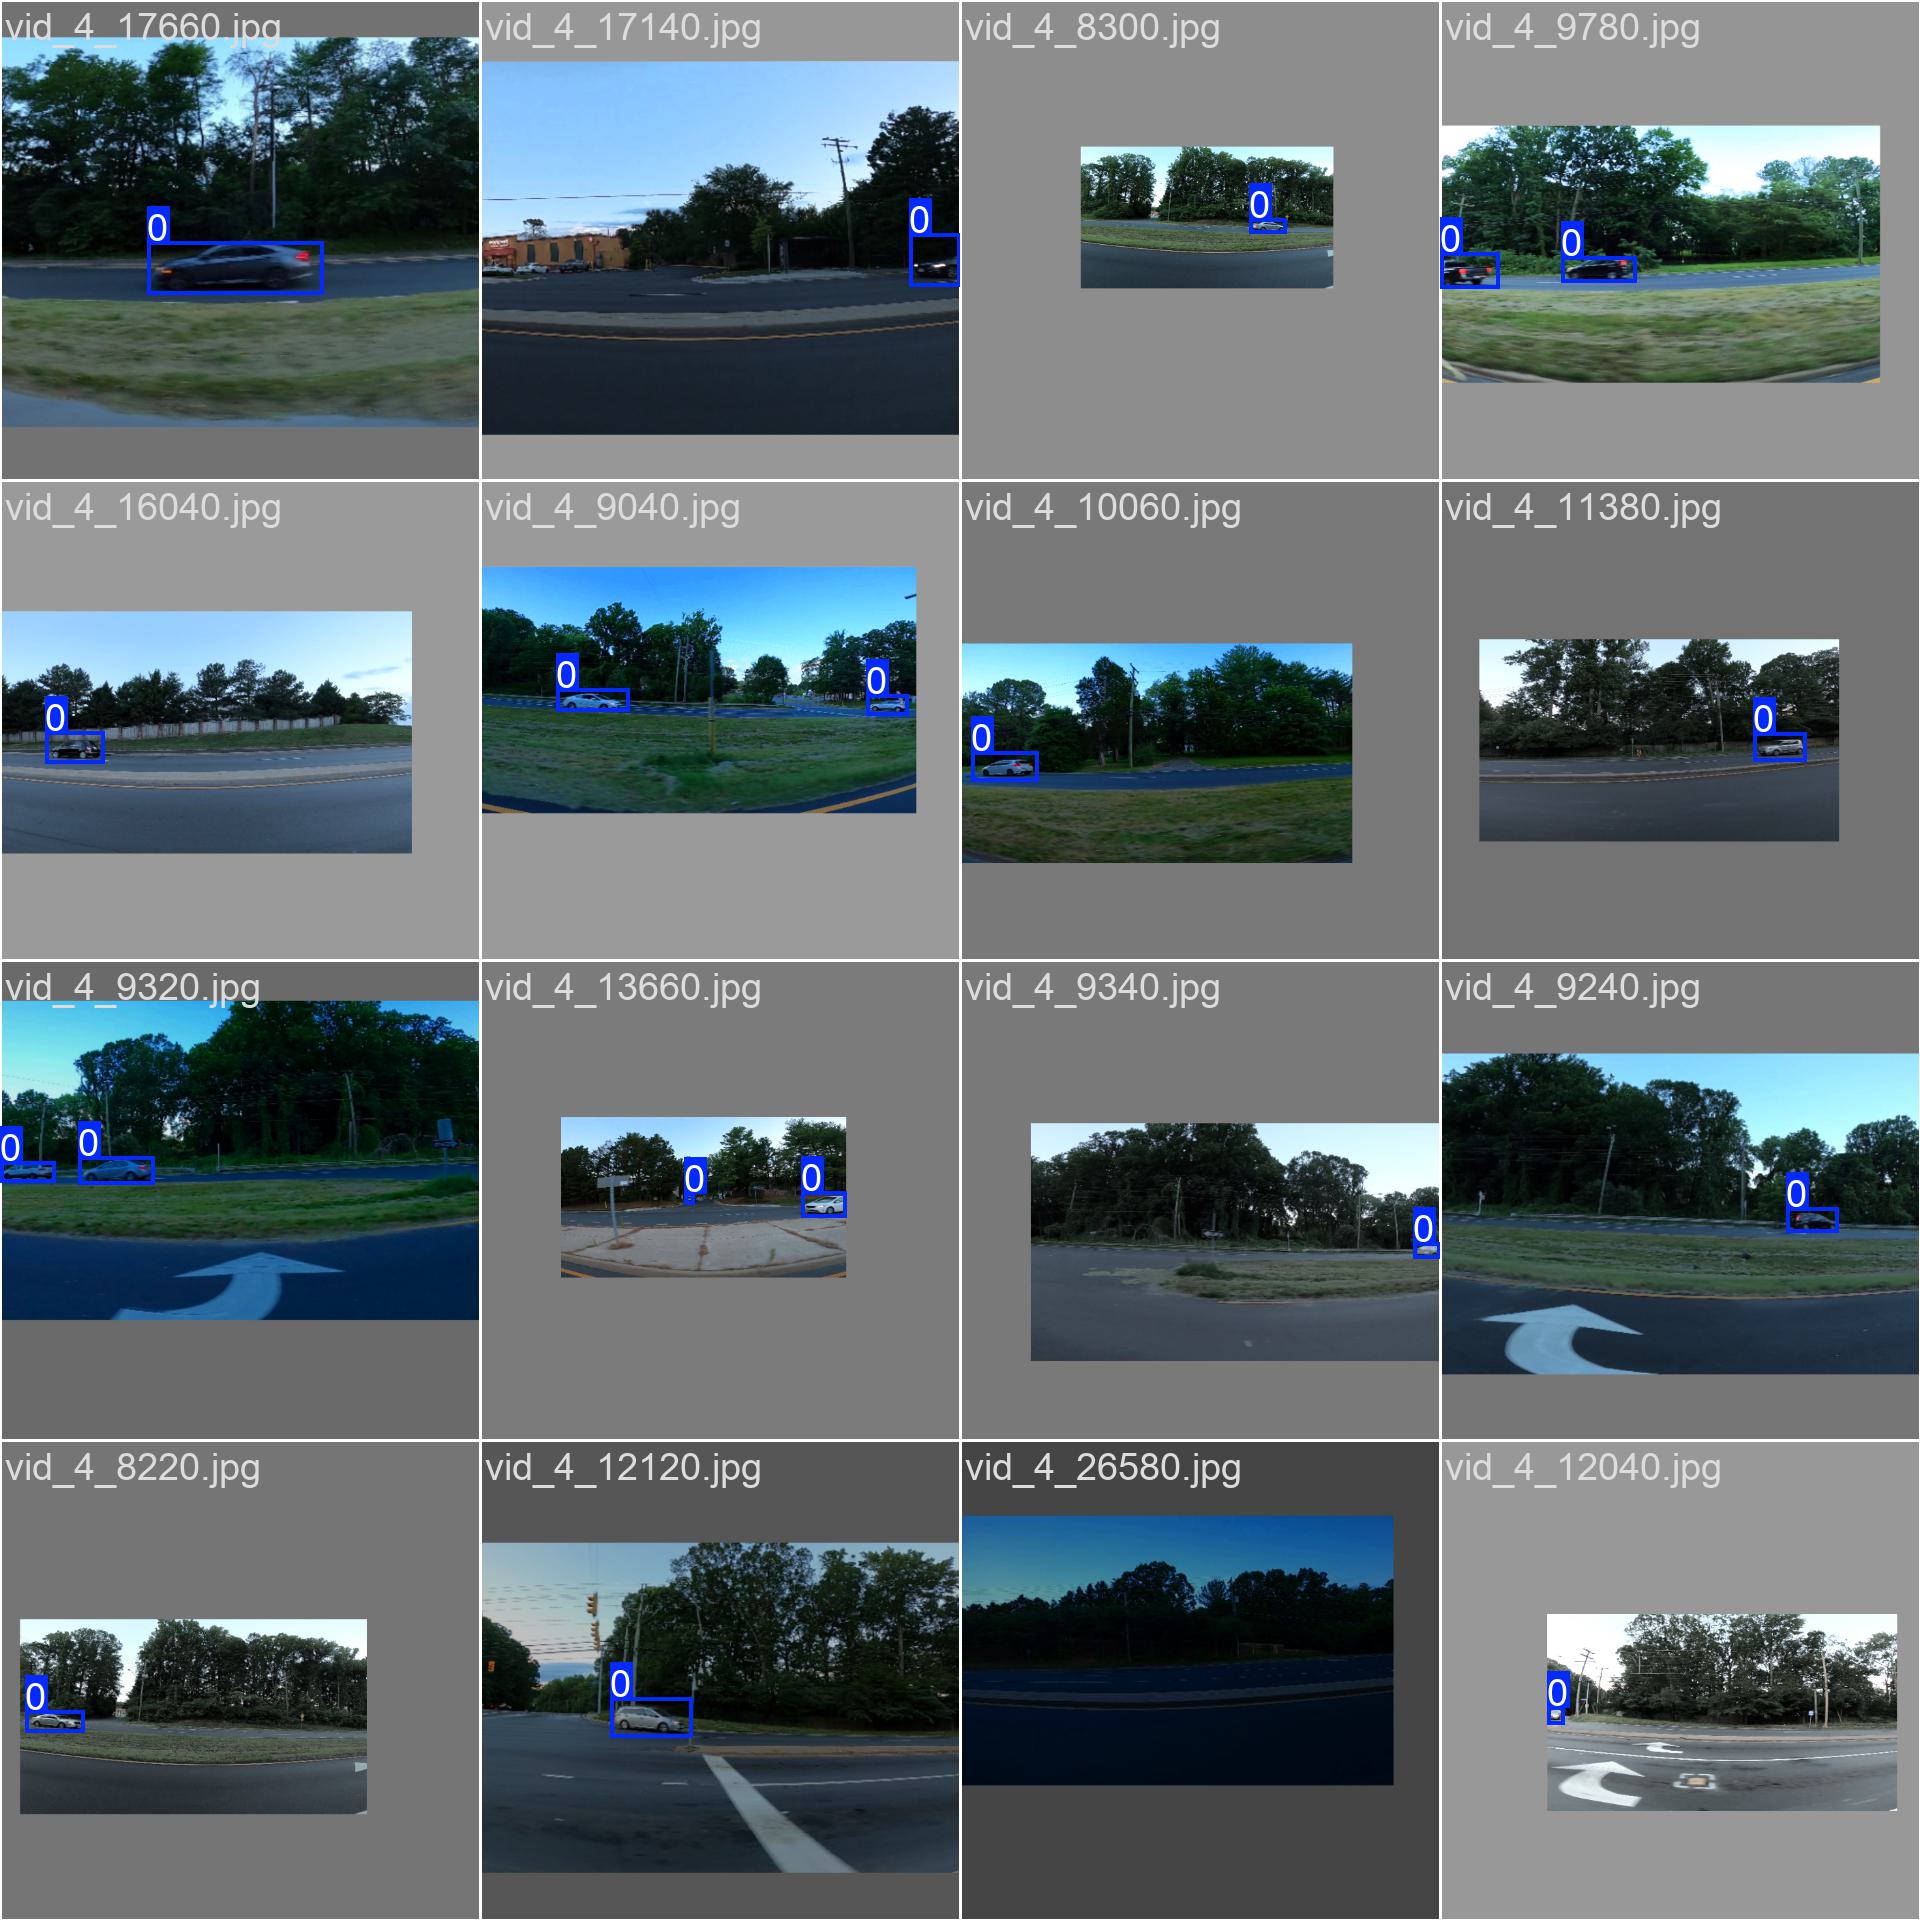 vid_4_17660.jpg
vid_4_17140.jpg
vid_4_8300.jpg
vid_4_9780.jpg
0
0
0
0
0
vid_4_16040.jpg
vid_4_9040.jpg
vid_4_10060.jpg
vid_4_11380.jpg
0
0
0
0
0
vid_4_9320.jpg
vid_4_13660.jpg
vid_4_9340.jpg
vid_4_9240.jpg
0
0
0
0
0
0
vid_4_8220.jpg
vid_4_12120.jpg
vid_4_26580.jpg
vid_4_12040.jpg
0
0
0